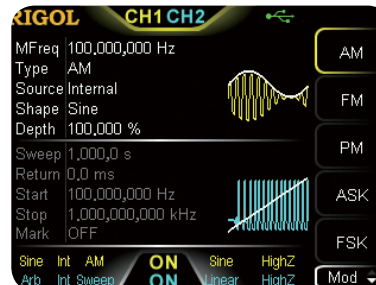 RIGOL CH1 CH2
MFreq 100,000,000 Hz
Type AM
Source Internal
Shape Sine
Depth 100,000 %
Sweep 1,000,0 s
Return 0,0 ms
Start 100,000,000 Hz
Stop 1,000,000,000 kHz
Mark OFF
Sine Int AM ON Sine HighZ
Arb Int Sweep ON Linear HighZ
AM
FM
PM
ASK
FSK
Mod